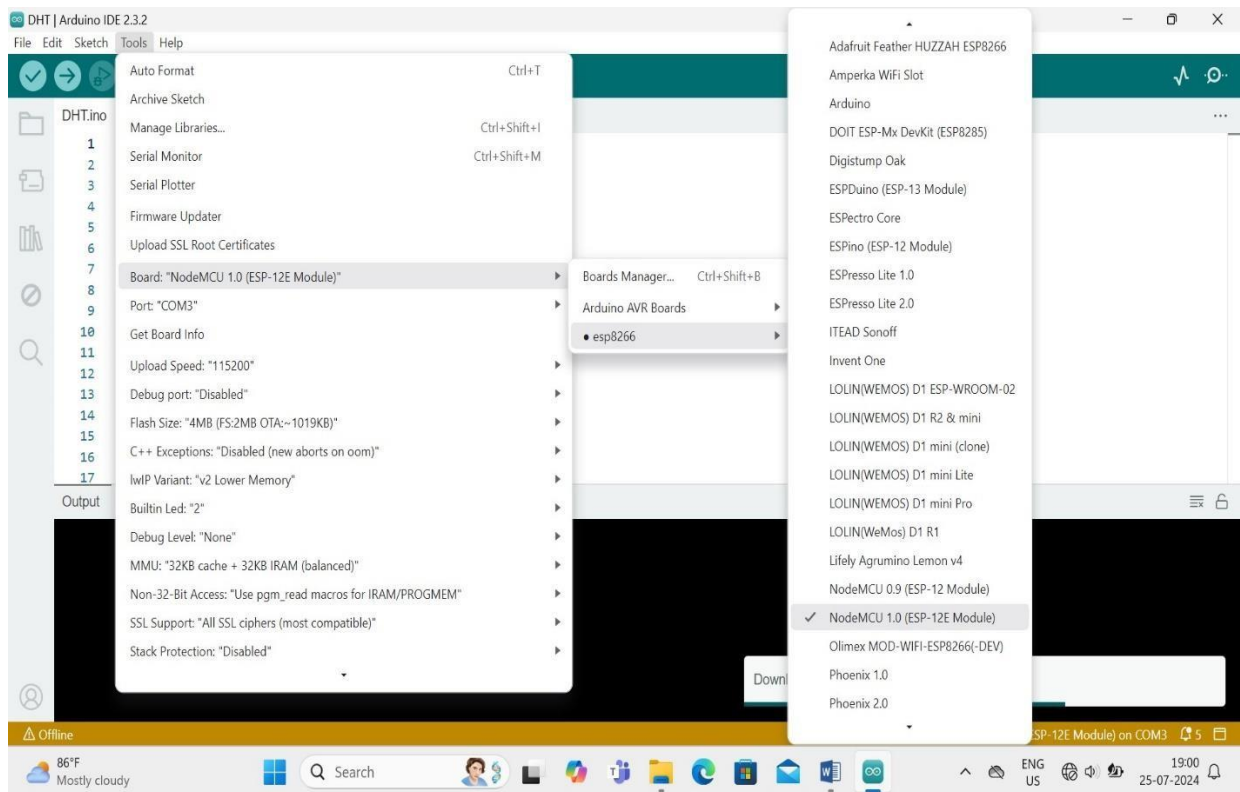 DHT | Arduino IDE 2.3.2
File Edit Sketch Tools Help
DHT.ino
1
2
3
4
5
6
7
8
9
10
11
12
13
14
15
16
17
Output
Auto Format Ctrl+T
Archive Sketch
Manage Libraries... Ctrl+Shift+I
Serial Monitor Ctrl+Shift+M
Serial Plotter
Firmware Updater
Upload SSL Root Certificates
Board: "NodeMCU 1.0 (ESP-12E Module)"
Port: "COM3"
Get Board Info
Upload Speed: "115200"
Debug port: "Disabled"
Flash Size: "4MB (FS:2MB OTA:~1019KB)"
C++ Exceptions: "Disabled (new aborts on oom)"
lwIP Variant: "v2 Lower Memory"
Builtin Led: "2"
Debug Level: "None"
MMU: "32KB cache + 32KB IRAM (balanced)"
Non-32-Bit Access: "Use pgm_read macros for IRAM/PROGMEM"
SSL Support: "All SSL ciphers (most compatible)"
Stack Protection: "Disabled"
Boards Manager... Ctrl+Shift+B
Arduino AVR Boards
● esp8266
Adafruit Feather HUZZAH ESP8266
Amperka WiFi Slot
Arduino
DOIT ESP-Mx DevKit (ESP8285)
Digistump Oak
ESPDuino (ESP-13 Module)
ESPectro Core
ESPino (ESP-12 Module)
ESPresso Lite 1.0
ESPresso Lite 2.0
ITEAD Sonoff
Invent One
LOLIN(WEMOS) D1 ESP-WROOM-02
LOLIN(WEMOS) D1 R2 & mini
LOLIN(WEMOS) D1 mini (clone)
LOLIN(WEMOS) D1 mini Lite
LOLIN(WEMOS) D1 mini Pro
LOLIN(WeMos) D1 R1
Lifely Agrumino Lemon v4
NodeMCU 0.9 (ESP-12 Module)
✓ NodeMCU 1.0 (ESP-12E Module)
Olimex MOD-WIFI-ESP8266(-DEV)
Phoenix 1.0
Phoenix 2.0
Downl
Offline
ESP-12E Module) on COM3 5
86°F
Mostly cloudy
Search
ENG
US
19:00
25-07-2024